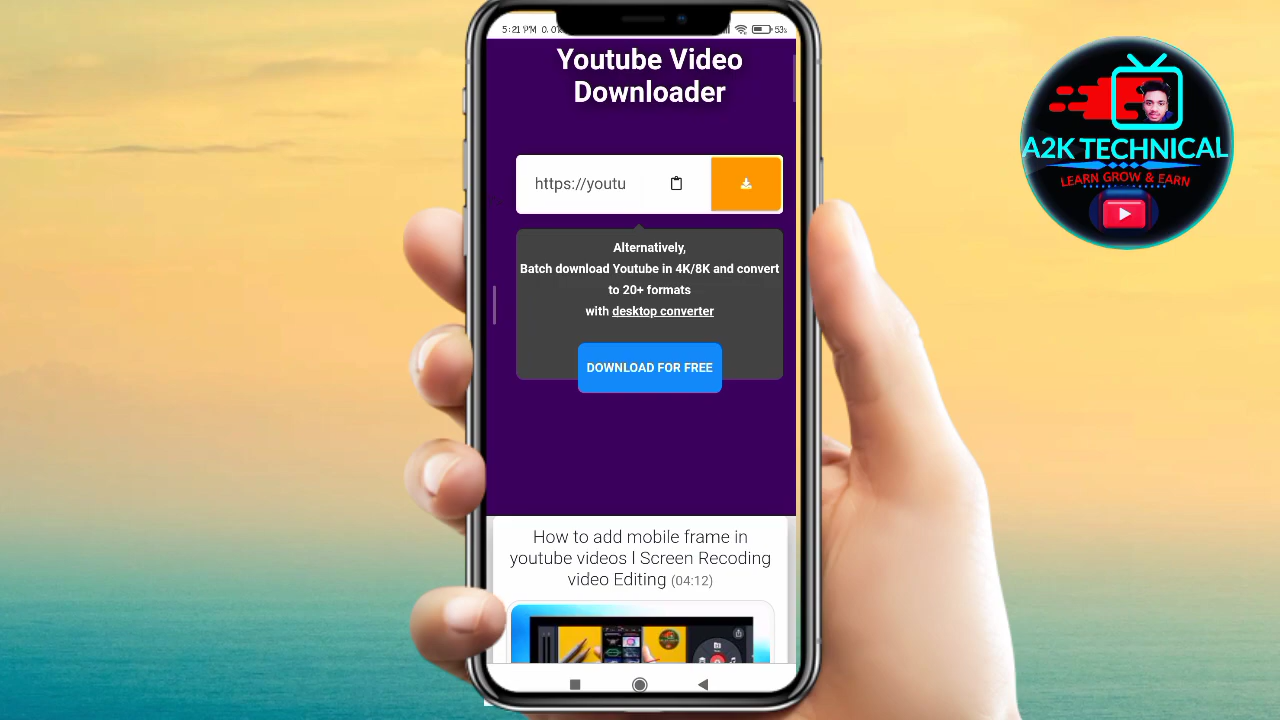 5:21 PM
53%
Youtube Video
Downloader
https://youtu
Alternatively,
Batch download Youtube in 4K/8K and convert
to 20+ formats
with desktop converter
DOWNLOAD FOR FREE
How to add mobile frame in
youtube videos l Screen Recoding
video Editing (04:12)
A2K TECHNICAL
LEARN GROW & EARN